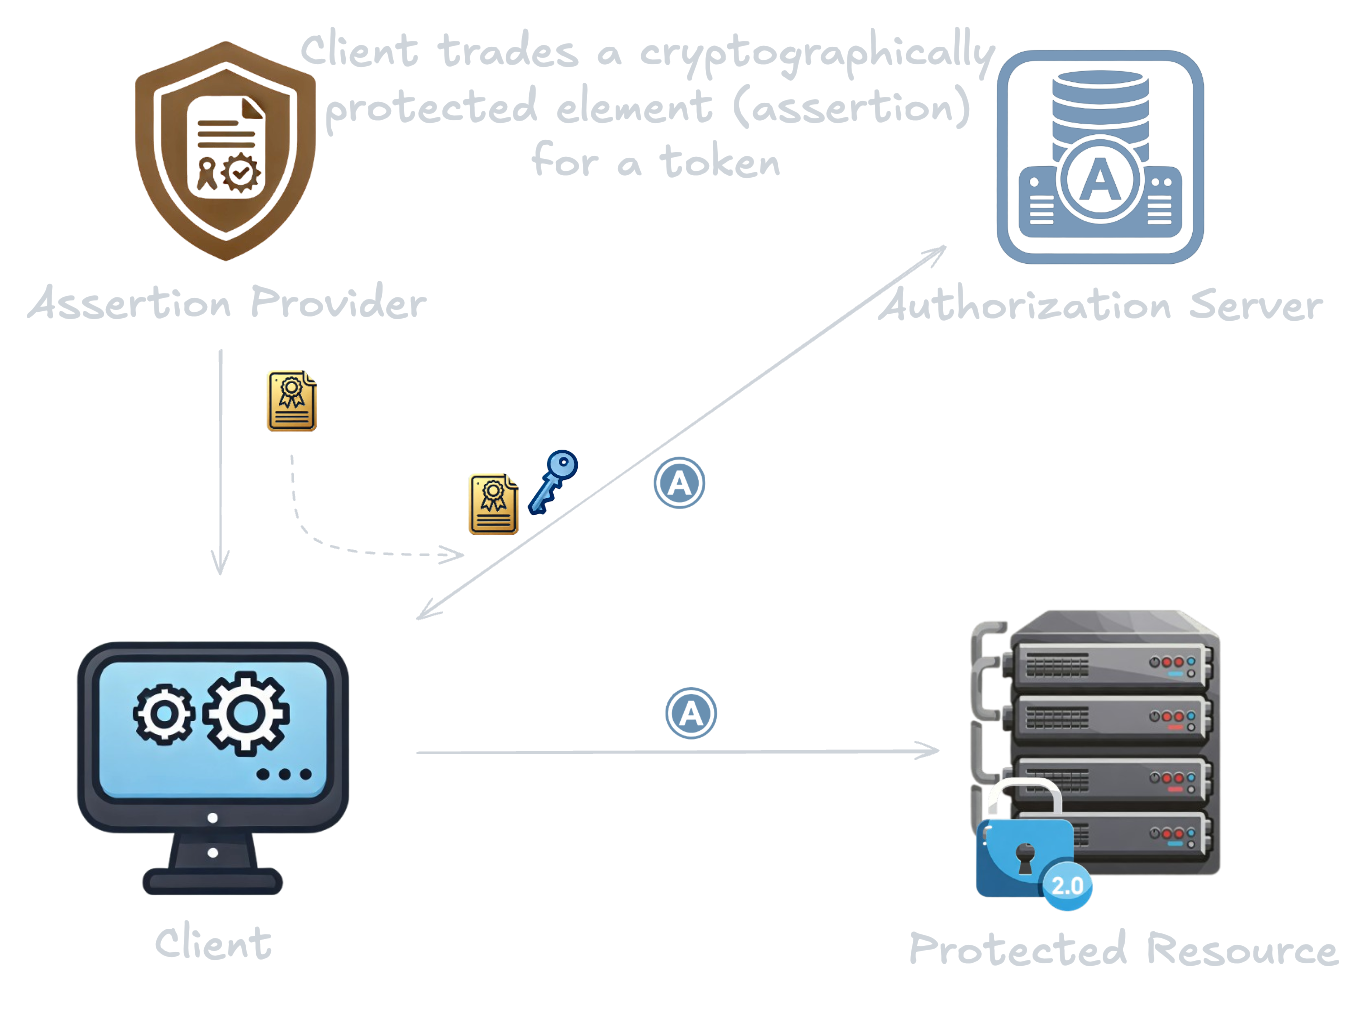 Client trades a cryptographically
protected element (assertion)
for a token
A
Assertion Provider
Authorization Server
A
A
2.0
Client
Protected Resource